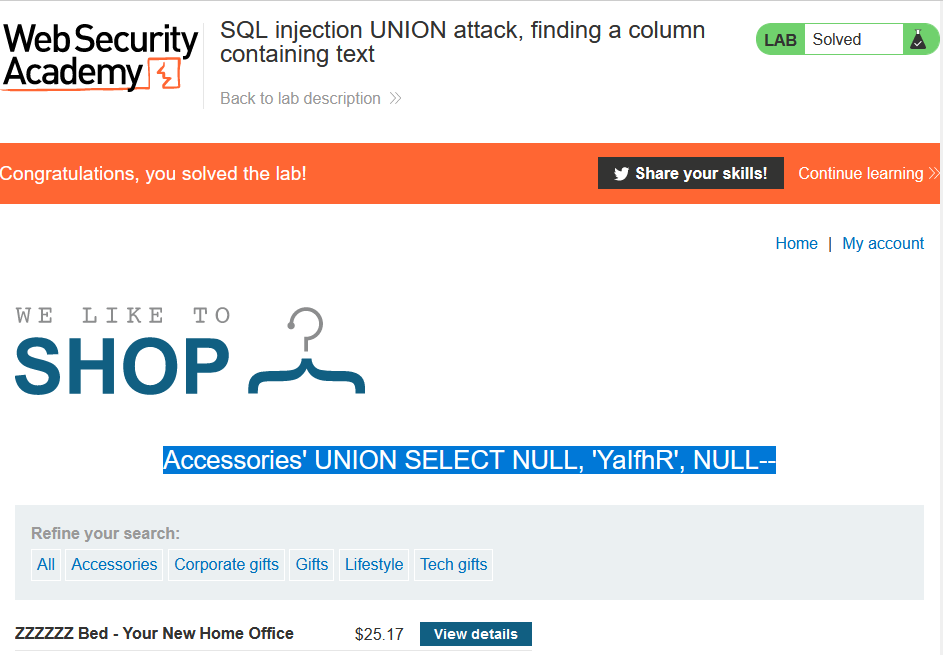 Web Security
Academy
SQL injection UNION attack, finding a column
containing text
Back to lab description
LAB Solved
Congratulations, you solved the lab!
Share your skills! Continue learning
Home | My account
WE LIKE TO
SHOP
Accessories' UNION SELECT NULL, 'YalfhR', NULL--
Refine your search:
All Accessories Corporate gifts Gifts Lifestyle Tech gifts
ZZZZZZ Bed - Your New Home Office $25.17 View details